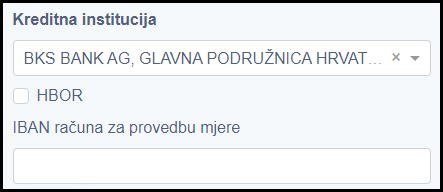 Kreditna institucija
BKS BANK AG, GLAVNA PODRUŽNICA HRVAT... ×
HBOR
IBAN računa za provedbu mjere